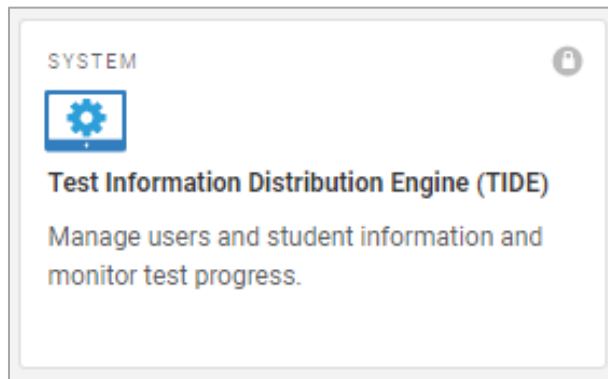 SYSTEM
Test Information Distribution Engine (TIDE)
Manage users and student information and
monitor test progress.